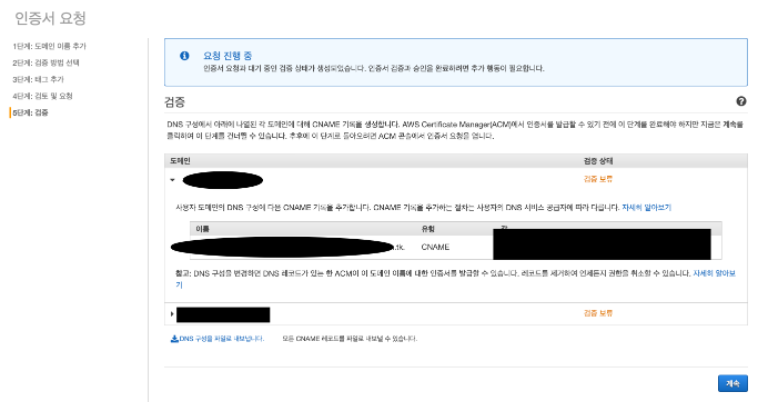 인증서 요청
1단계: 도메인 이름 추가
2단계: 검증 방법 선택
3단계: 태그 추가
4단계: 검토 및 요청
5단계: 검증
요청 진행 중
인증서 요청과 대기 중인 검증 상태가 생성되었습니다. 인증서 검증과 승인을 완료하려면 추가 행동이 필요합니다.
검증
DNS 구성에서 아래에 나열된 각 도메인에 대해 CNAME 기록을 생성합니다. AWS Certificate Manager(ACM)에서 인증서를 발급할 수 있기 전에 이 단계를 완료해야 하지만 지금은 계속을
클릭하여 이 단계를 건너뛸 수 있습니다. 추후에 이 단계로 돌아오려면 ACM 콘솔에서 인증서 요청을 엽니다.
도메인 검증 상태
검증 보류
사용자 도메인의 DNS 구성에 다음 CNAME 기록을 추가합니다. CNAME 기록을 추가하는 절차는 사용자의 DNS 서비스 공급자에 따라 다릅니다. 자세히 알아보기
이름 유형
.tk. CNAME
참고: DNS 구성을 변경하면 DNS 레코드가 있는 한 ACM이 이 도메인 이름에 대한 인증서를 발급할 수 있습니다. 레코드를 제거하여 언제든지 권한을 취소할 수 있습니다. 자세히 알아보
기
검증 보류
DNS 구성을 파일로 내보냅니다. 모든 CNAME 레코드를 파일로 내보낼 수 있습니다.
계속